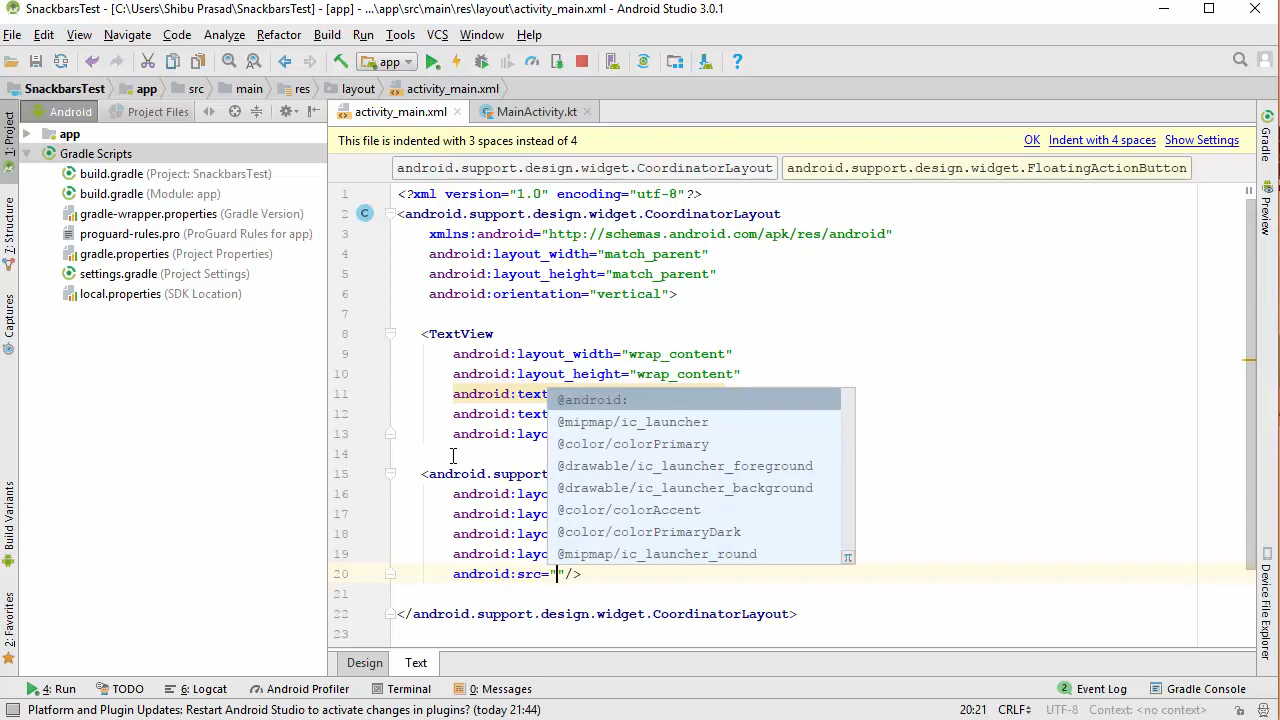 SnackbarsTest - [C:\Users\Shibu Prasad\SnackbarsTest] - [app] - ...\app\src\main\res\layout\activity_main.xml - Android Studio 3.0.1
File Edit View Navigate Code Analyze Refactor Build Run Tools VCS Window Help
app
SnackbarsTest app src main res layout activity_main.xml
Android Project Files
activity_main.xml MainActivity.kt
This file is indented with 3 spaces instead of 4 OK Indent with 4 spaces Show Settings
android.support.design.widget.CoordinatorLayout android.support.design.widget.FloatingActionButton
1: Project
7: Structure
Captures
Build Variants
2: Favorites
app
Gradle Scripts
build.gradle (Project: SnackbarsTest)
build.gradle (Module: app)
gradle-wrapper.properties (Gradle Version)
proguard-rules.pro (ProGuard Rules for app)
gradle.properties (Project Properties)
settings.gradle (Project Settings)
local.properties (SDK Location)
1 <?xml version="1.0" encoding="utf-8"?>
2 C <android.support.design.widget.CoordinatorLayout
3 xmlns:android="http://schemas.android.com/apk/res/android"
4 android:layout_width="match_parent"
5 android:layout_height="match_parent"
6 android:orientation="vertical">
7
8 <TextView
9 android:layout_width="wrap_content"
10 android:layout_height="wrap_content"
11 android:text
12 android:text
13 android:layo
14
15 <android.support
16 android:layo
17 android:layo
18 android:layo
19 android:layo
20 android:src=""/>
21
22 </android.support.design.widget.CoordinatorLayout>
23
@android:
@mipmap/ic_launcher
@color/colorPrimary
@drawable/ic_launcher_foreground
@drawable/ic_launcher_background
@color/colorAccent
@color/colorPrimaryDark
@mipmap/ic_launcher_round
π
Gradle
Preview
Device File Explorer
Design Text
4: Run TODO 6: Logcat Android Profiler Terminal 0: Messages 2 Event Log Gradle Console
Platform and Plugin Updates: Restart Android Studio to activate changes in plugins? (today 21:44) 20:21 CRLF UTF-8 Context: <no context>